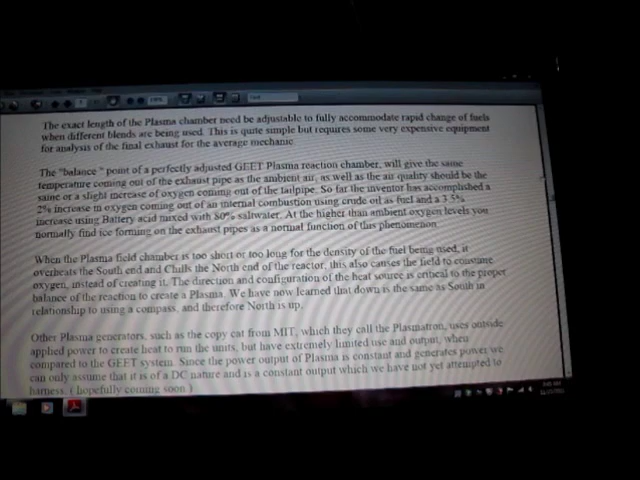 The exact length of the Plasma chamber need be adjustable to fully accommodate rapid change of fuels
when different blends are being used. This is quite simple but requires some very expensive equipment
for analysis of the final exhaust for the average mechanic
The "balance" point of a perfectly adjusted GEET Plasma reaction chamber, will give the same
temperature coming out of the exhaust pipe as the ambient air, as well as the air quality should be the
same or a slight increase of oxygen coming out of the tailpipe. So far the inventor has accomplished a
2% increase in oxygen coming out of an internal combustion using crude oil as fuel and a 3.5%
increase using Battery acid mixed with 80% saltwater. At the higher than ambient oxygen levels you
normally find ice forming on the exhaust pipes as a normal function of this phenomenon
When the Plasma field chamber is too short or too long for the density of the fuel being used, it
overheats the South end and Chills the North end of the reactor, this also causes the field to consume
oxygen, instead of creating it. The direction and configuration of the heat source is critical to the proper
balance of the reaction to create a Plasma. We have now learned that down is the same as South in
relationship to using a compass, and therefore North is up.
Other Plasma generators, such as the copy cat from MIT, which they call the Plasmatron, uses outside
applied power to create heat to run the units, but have extremely limited use and output, when
compared to the GEET system. Since the power output of Plasma is constant and generates power we
can only assume that it is of a DC nature and is a constant output which we have not yet attempted to
harness. ( hopefully coming soon )